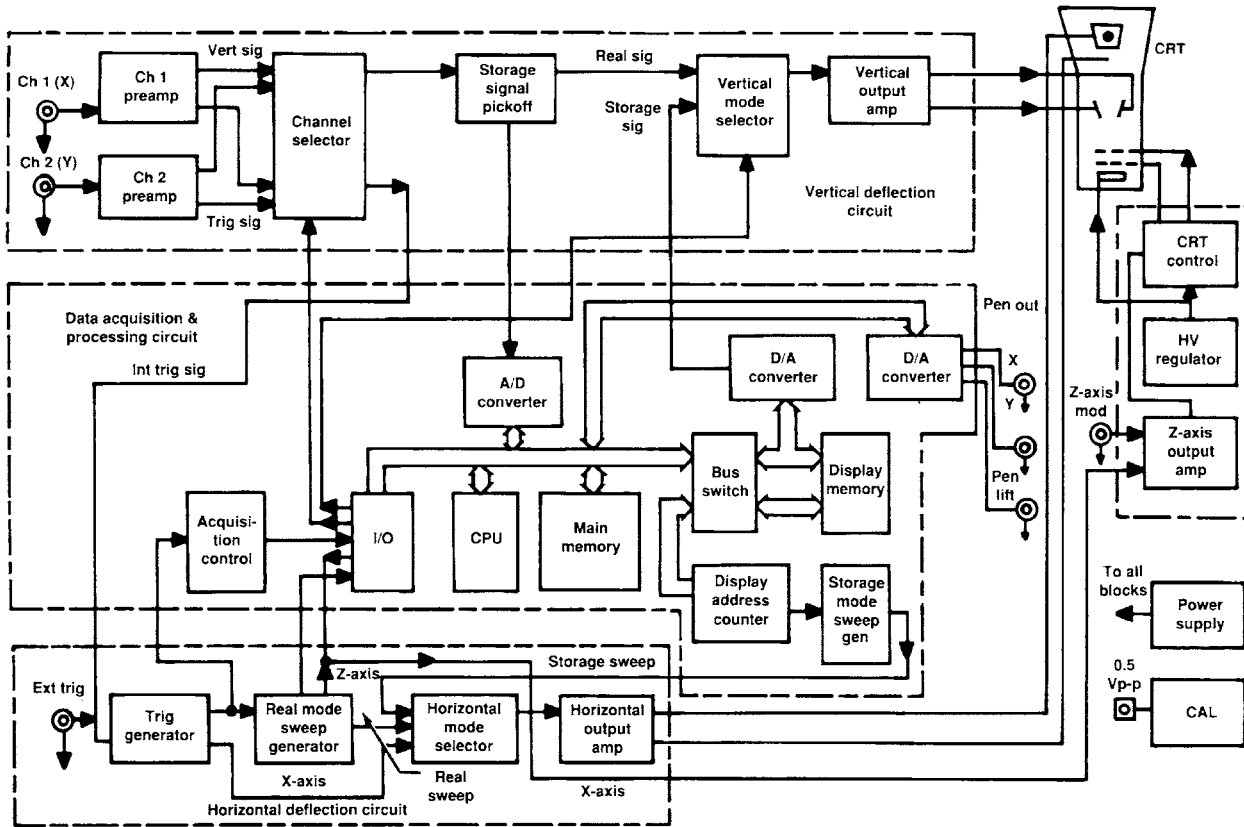 Vert sig
Ch 1 (X)
Ch 1
preamp
Ch 2 (Y)
Ch 2
preamp
Trig sig
Channel
selector
Storage
signal
pickoff
Real sig
Storage
sig
Vertical
mode
selector
Vertical
output
amp
CRT
Vertical deflection
circuit
CRT
control
HV
regulator
Z-axis
mod
Z-axis
output
amp
Data acquisition &
processing circuit
Int trig sig
A/D
converter
D/A
converter
D/A
converter
Pen out
X
Y
Pen
lift
Acquisi-
tion
control
I/O
CPU
Main
memory
Bus
switch
Display
memory
Display
address
counter
Storage
mode
sweep
gen
To all
blocks
Power
supply
0.5
Vp-p
CAL
Storage sweep
Z-axis
Ext trig
Trig
generator
Real mode
sweep
generator
Horizontal
mode
selector
Horizontal
output
amp
X-axis
Real
sweep
X-axis
Horizontal deflection circuit